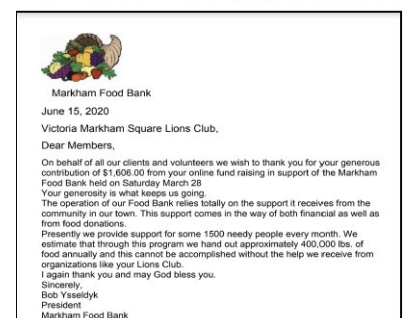 Markham Food Bank
June 15, 2020
Victoria Markham Square Lions Club,
Dear Members,
On behalf of all our clients and volunteers we wish to thank you for your generous
contribution of $1,606.00 from your online fund raising in support of the Markham
Food Bank held on Saturday March 28
Your generosity is what keeps us going.
The operation of our Food Bank relies totally on the support it receives from the
community in our town. This support comes in the way of both financial as well as
from food donations.
Presently we provide support for some 1500 needy people every month. We
estimate that through this program we hand out approximately 400,000 lbs. of
food annually and this cannot be accomplished without the help we receive from
organizations like your Lions Club.
I again thank you and may God bless you.
Sincerely,
Bob Ysseldyk
President
Markham Food Bank